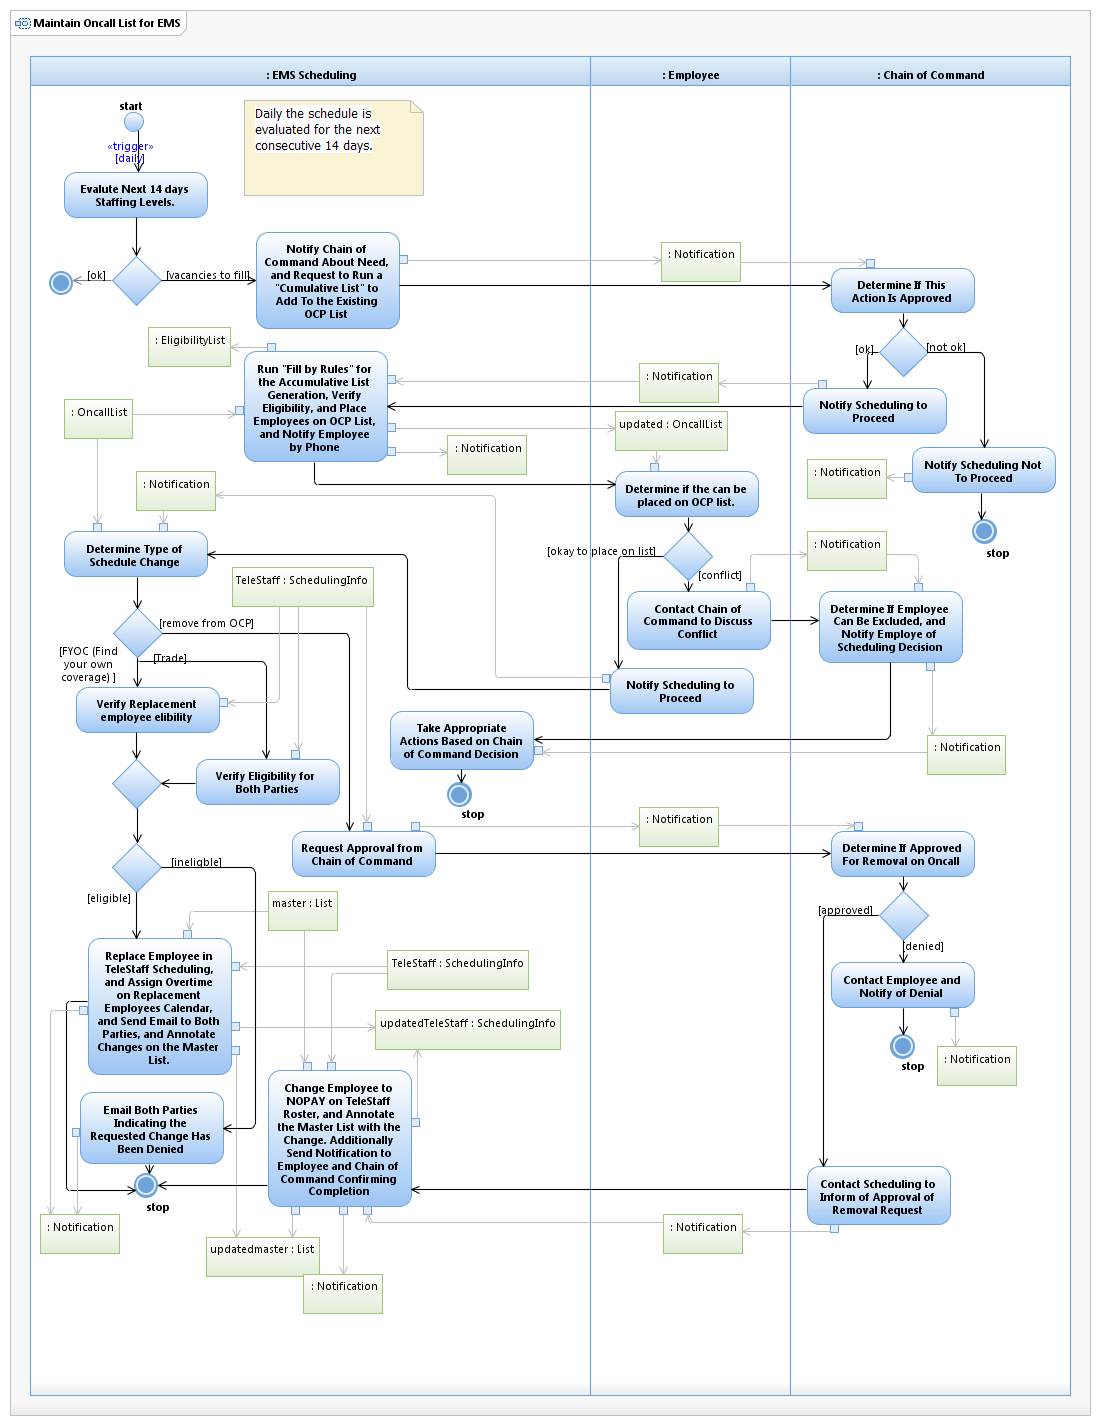 Maintain Oncall List for EMS
: EMS Scheduling
: Employee
: Chain of Command
start
«trigger»
[daily]
Daily the schedule is
evaluated for the next
consecutive 14 days.
Evalute Next 14 days
Staffing Levels.
[ok]
[vacancies to fill]
Notify Chain of
Command About Need,
and Request to Run a
"Cumulative List" to
Add To the Existing
OCP List
: Notification
Determine If This
Action Is Approved
[ok]
[not ok]
: EligibilityList
Run "Fill by Rules" for
the Accumulative List
Generation, Verify
Eligibility, and Place
Employees on OCP List,
and Notify Employee
by Phone
: Notification
Notify Scheduling to
Proceed
: OncallList
updated : OncallList
: Notification
Notify Scheduling Not
To Proceed
: Notification
stop
: Notification
Determine if the can be
placed on OCP list.
[okay to place on list]
[conflict]
: Notification
Determine Type of
Schedule Change
TeleStaff : SchedulingInfo
Contact Chain of
Command to Discuss
Conflict
Determine If Employee
Can Be Excluded, and
Notify Employe of
Scheduling Decision
[remove from OCP]
[FYOC (Find
your own
coverage) ]
[Trade]
Verify Replacement
employee elibility
Notify Scheduling to
Proceed
Take Appropriate
Actions Based on Chain
of Command Decision
: Notification
stop
Verify Eligibility for
Both Parties
Request Approval from
Chain of Command
: Notification
Determine If Approved
For Removal on Oncall
[ineligble]
[eligible]
[approved]
[denied]
master : List
Replace Employee in
TeleStaff Scheduling,
and Assign Overtime
on Replacement
Employees Calendar,
and Send Email to Both
Parties, and Annotate
Changes on the Master
List.
TeleStaff : SchedulingInfo
updatedTeleStaff : SchedulingInfo
Contact Employee and
Notify of Denial
stop
: Notification
Email Both Parties
Indicating the
Requested Change Has
Been Denied
Change Employee to
NOPAY on TeleStaff
Roster, and Annotate
the Master List with the
Change. Additionally
Send Notification to
Employee and Chain of
Command Confirming
Completion
stop
Contact Scheduling to
Inform of Approval of
Removal Request
: Notification
: Notification
updatedmaster : List
: Notification